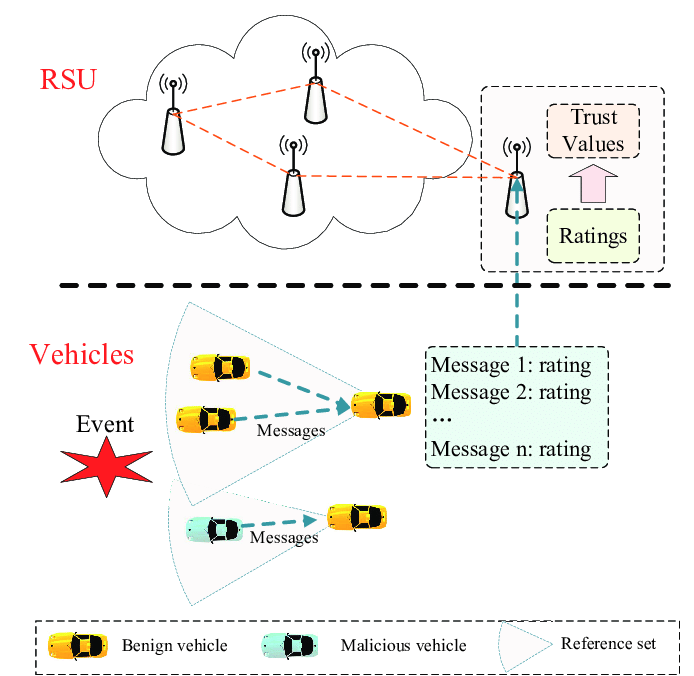 RSU
Trust
Values
Ratings
Vehicles
Message 1: rating
Message 2: rating
...
Message n: rating
Event
Messages
Messages
Benign vehicle
Malicious vehicle
Reference set